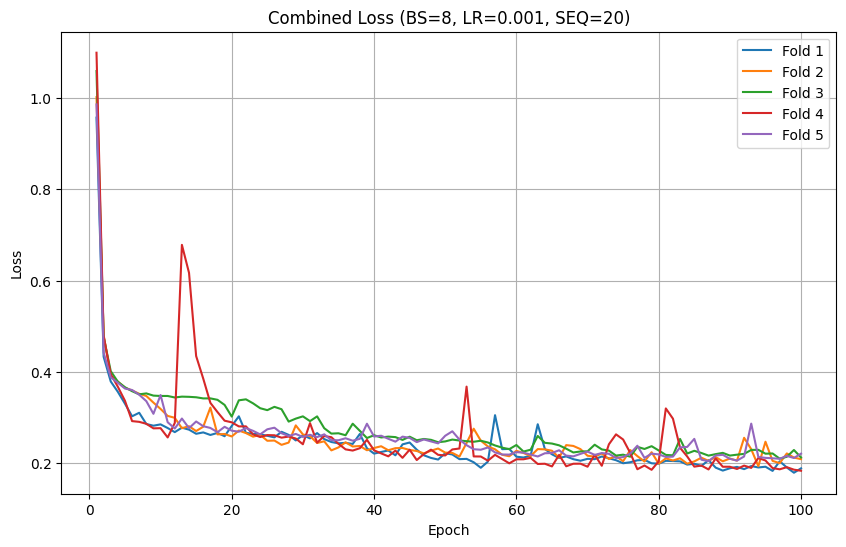 Combined Loss (BS=8, LR=0.001, SEQ=20)
Fold 1
Fold 2
Fold 3
Fold 4
Fold 5
Loss
1.0
0.8
0.6
0.4
0.2
0 20 40 60 80 100
Epoch